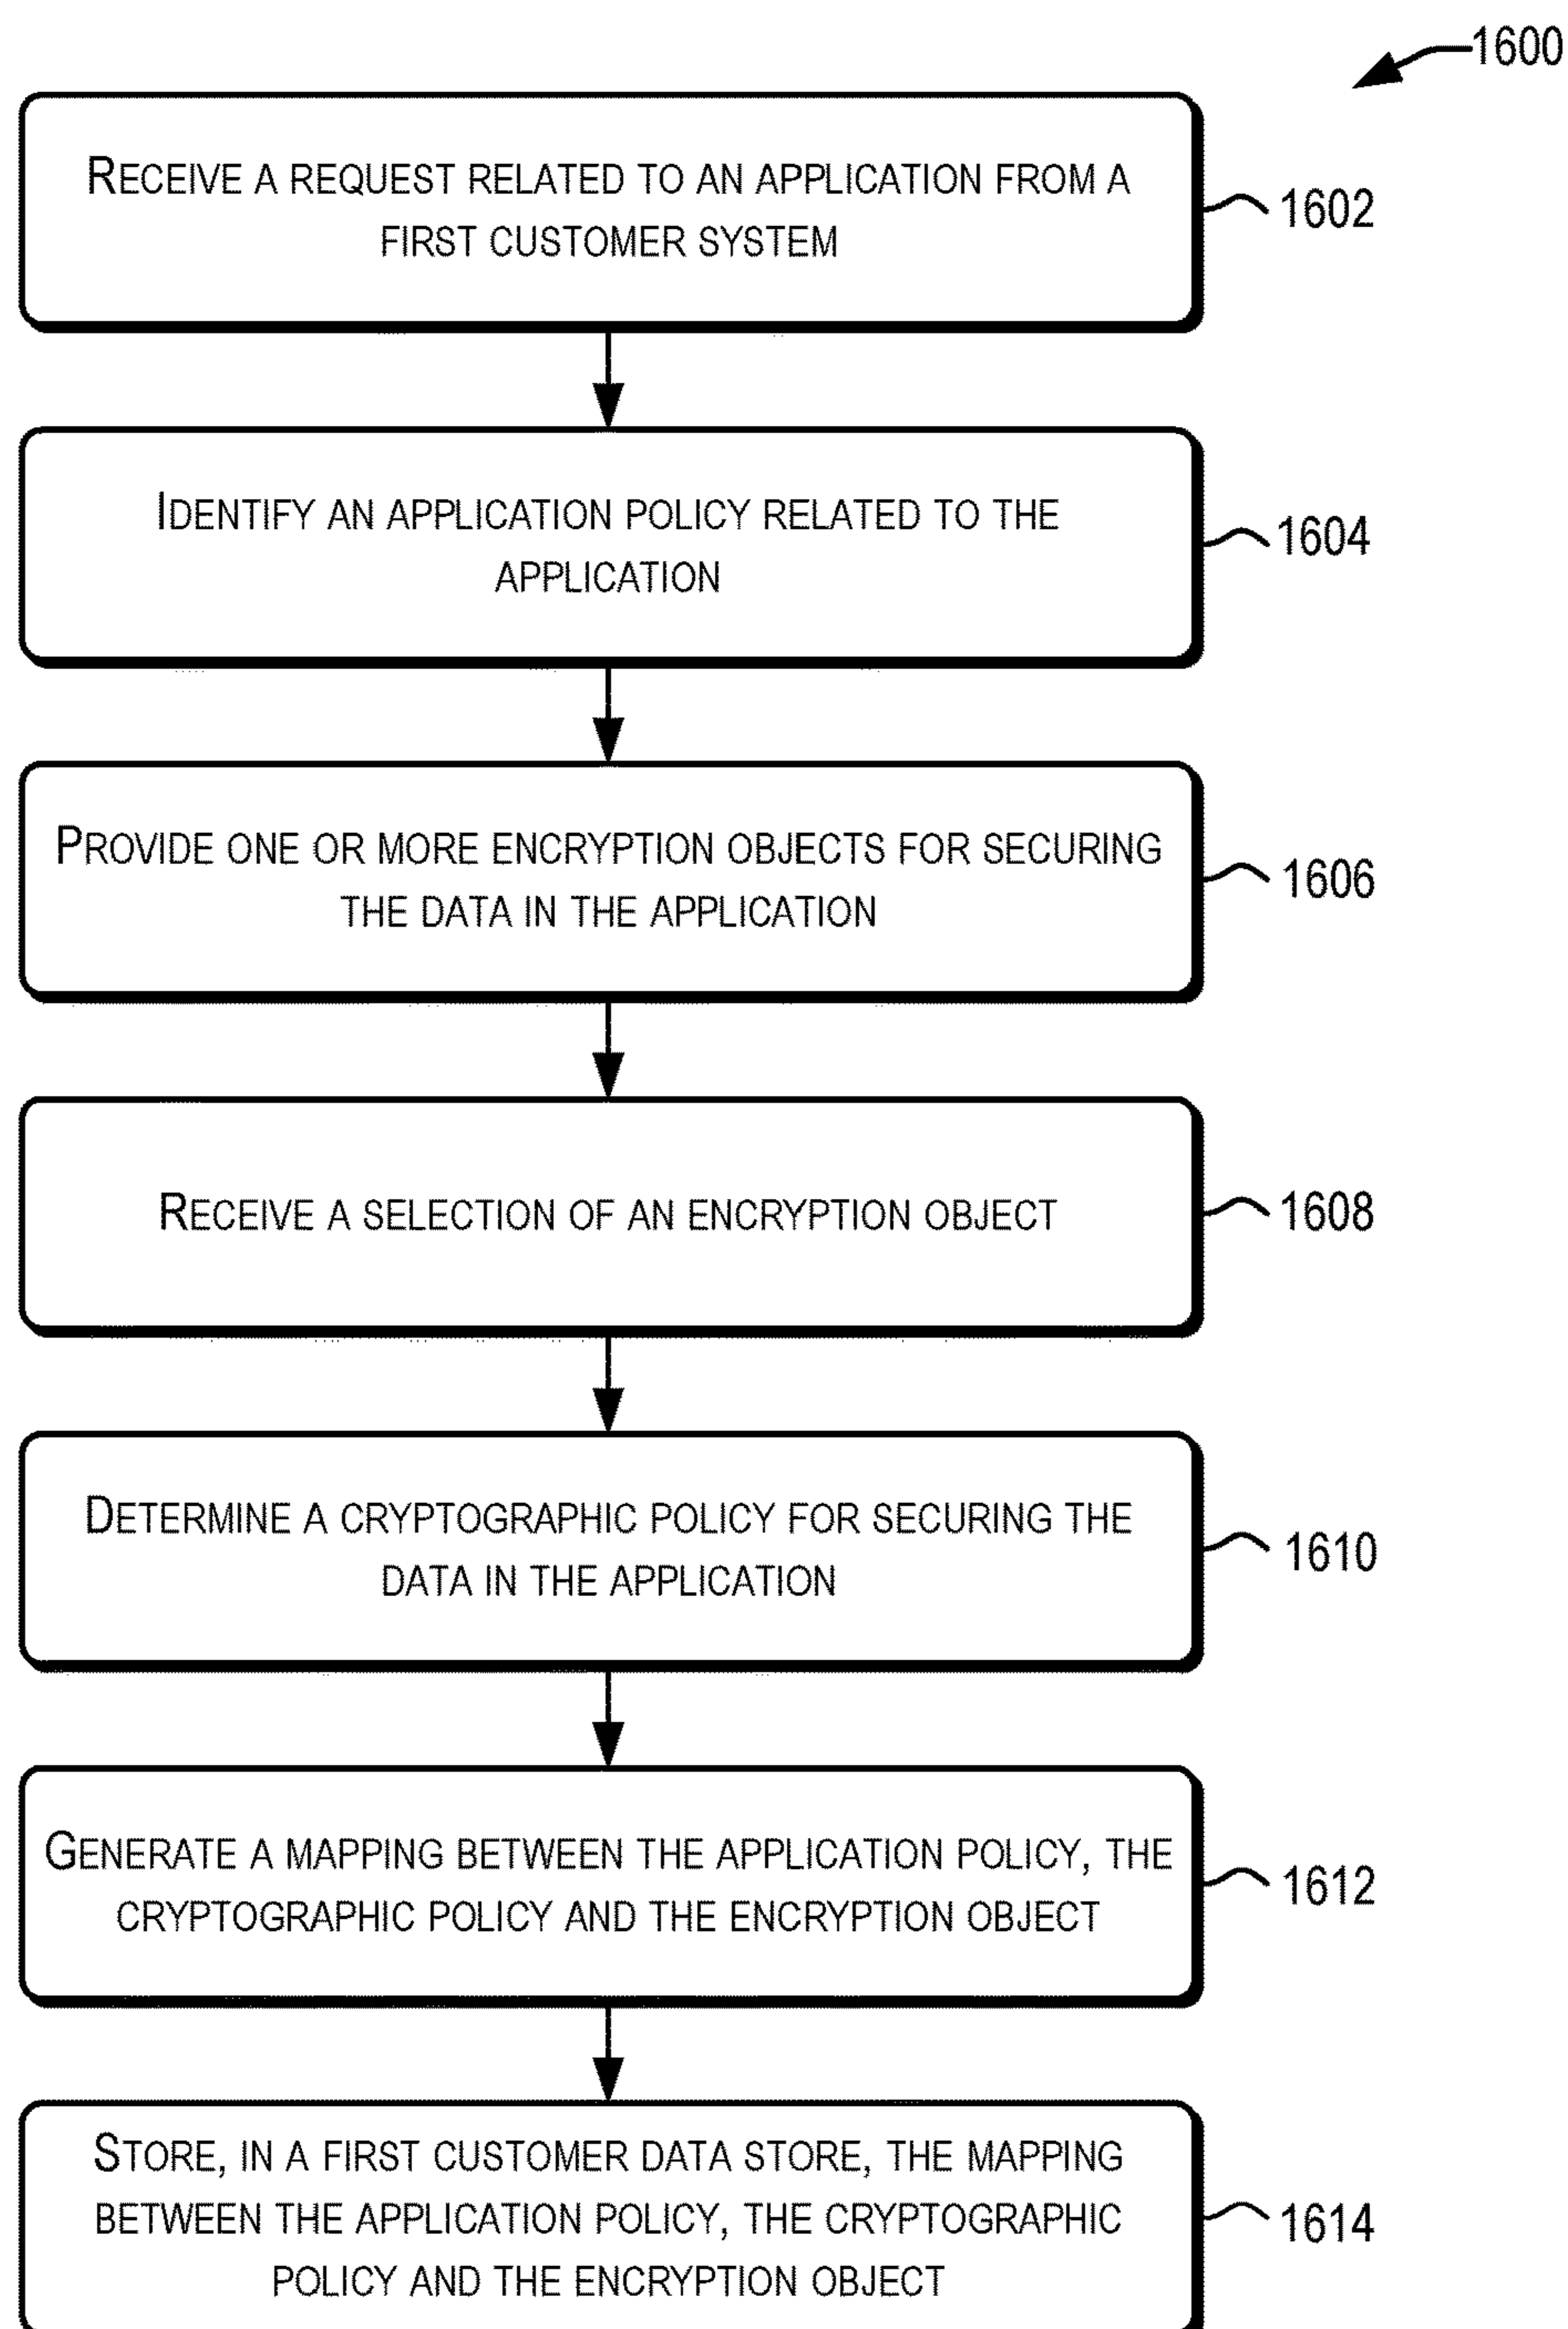 1600
RECEIVE A REQUEST RELATED TO AN APPLICATION FROM A
FIRST CUSTOMER SYSTEM
1602
IDENTIFY AN APPLICATION POLICY RELATED TO THE
APPLICATION
1604
PROVIDE ONE OR MORE ENCRYPTION OBJECTS FOR SECURING
THE DATA IN THE APPLICATION
1606
RECEIVE A SELECTION OF AN ENCRYPTION OBJECT
1608
DETERMINE A CRYPTOGRAPHIC POLICY FOR SECURING THE
DATA IN THE APPLICATION
1610
GENERATE A MAPPING BETWEEN THE APPLICATION POLICY, THE
CRYPTOGRAPHIC POLICY AND THE ENCRYPTION OBJECT
1612
STORE, IN A FIRST CUSTOMER DATA STORE, THE MAPPING
BETWEEN THE APPLICATION POLICY, THE CRYPTOGRAPHIC
POLICY AND THE ENCRYPTION OBJECT
1614